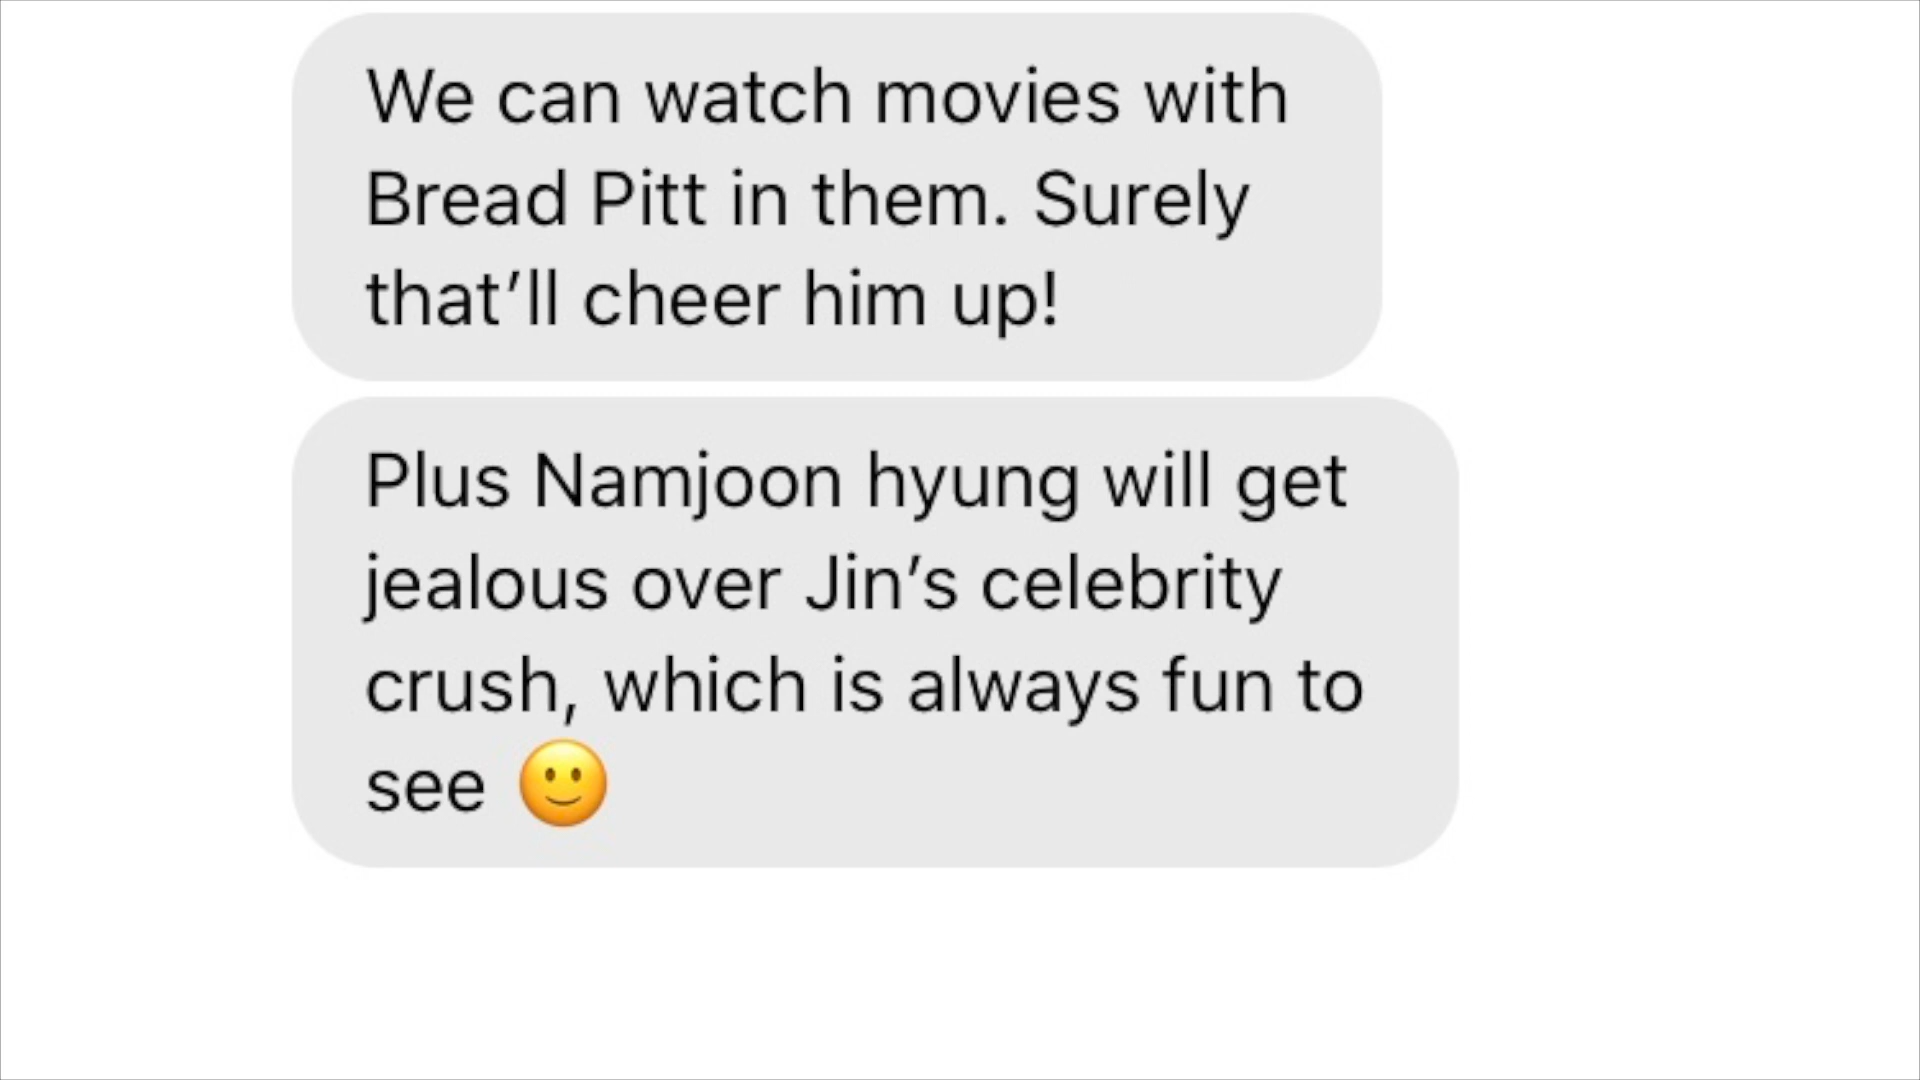 We can watch movies with
Bread Pitt in them. Surely
that’ll cheer him up!
Plus Namjoon hyung will get
jealous over Jin’s celebrity
crush, which is always fun to
see 🙂